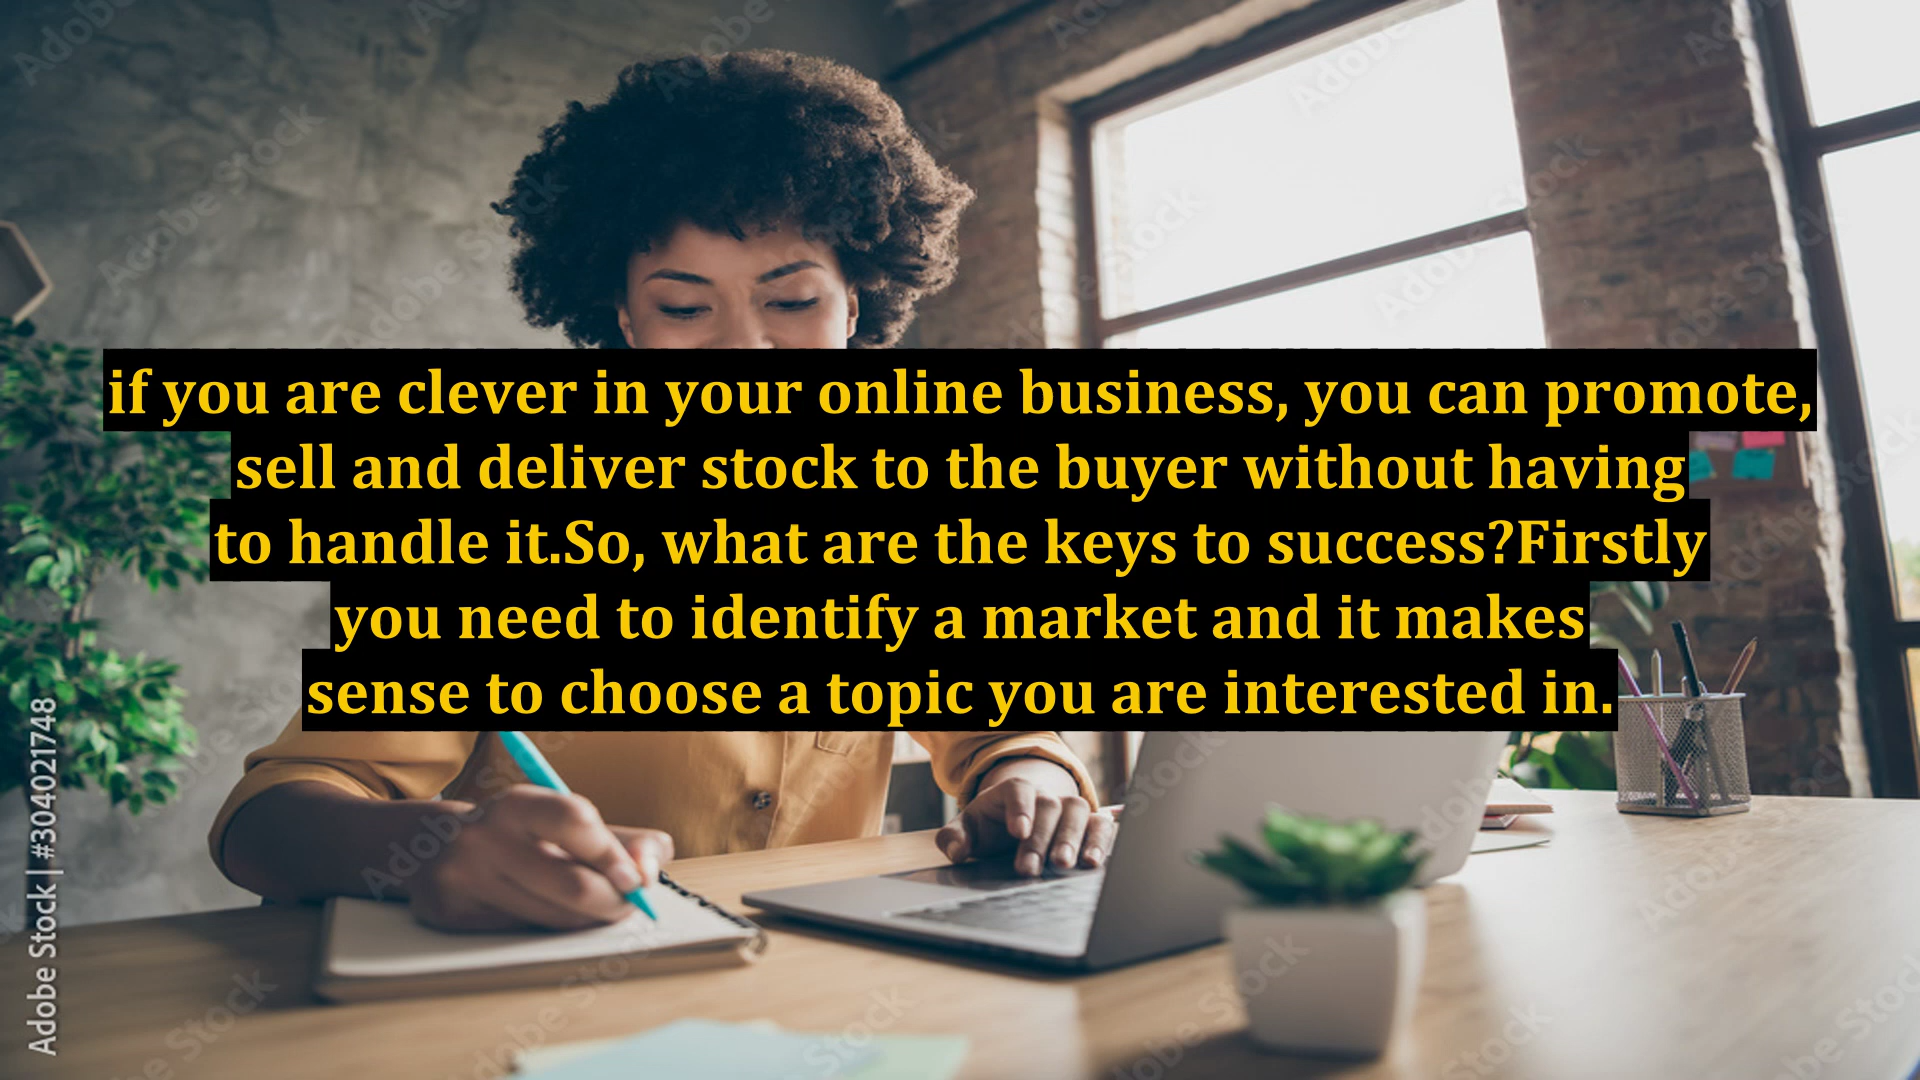 if you are clever in your online business, you can promote,
sell and deliver stock to the buyer without having
to handle it.So, what are the keys to success?Firstly
you need to identify a market and it makes
sense to choose a topic you are interested in.
Adobe Stock | #304021748